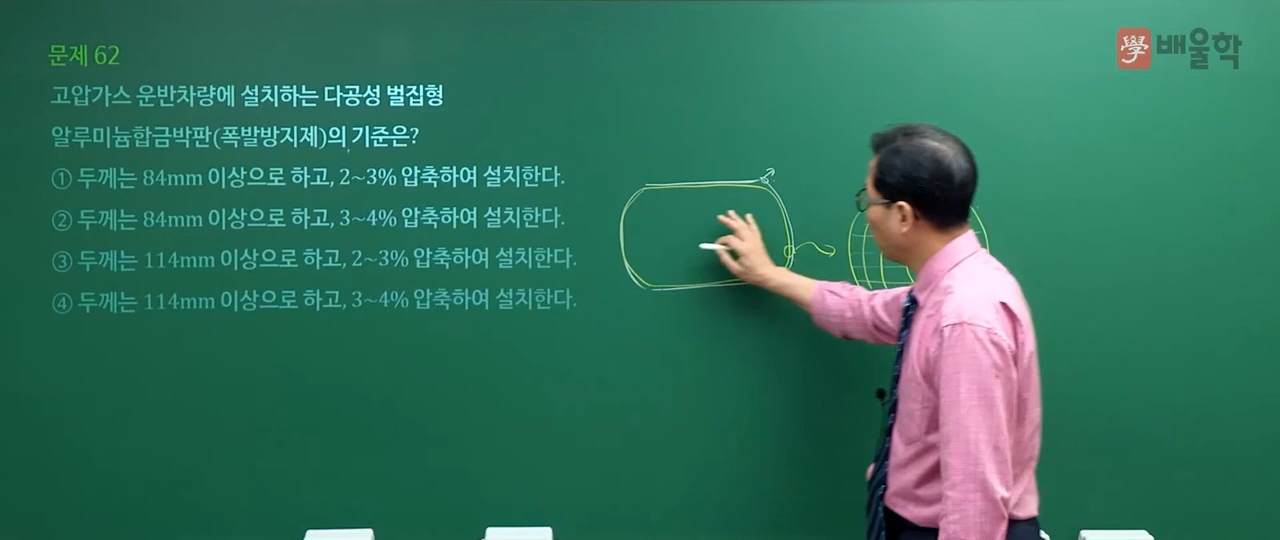 문제 62
고압가스 운반차량에 설치하는 다공성 벌집형
알루미늄합금박판(폭발방지제)의 기준은?
① 두께는 84mm 이상으로 하고, 2~3% 압축하여 설치한다.
② 두께는 84mm 이상으로 하고, 3~4% 압축하여 설치한다.
③ 두께는 114mm 이상으로 하고, 2~3% 압축하여 설치한다.
④ 두께는 114mm 이상으로 하고, 3~4% 압축하여 설치한다.
學 배울학